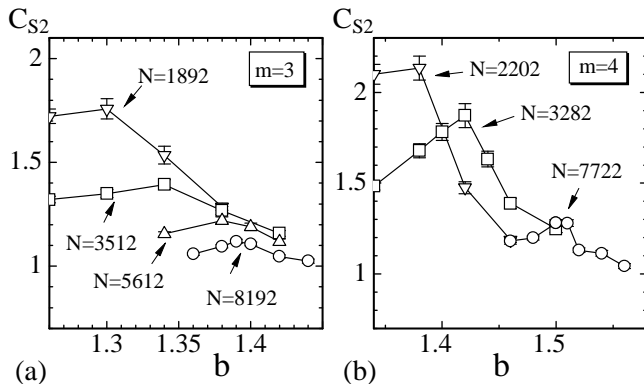 C_S2
2
1.5
1
N=1892
m=3
N=3512
N=5612
N=8192
1.3
1.35
1.4
(a)
b
C_S2
2
1.5
1
m=4
N=2202
N=3282
N=7722
1.4
1.5
(b)
b